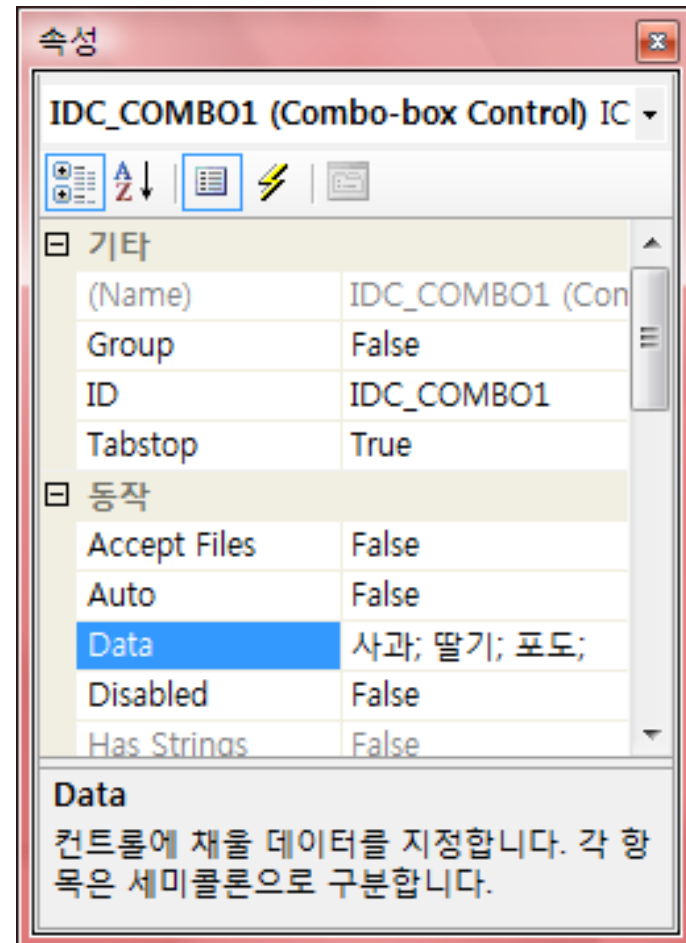 속성
IDC_COMBO1 (Combo-box Control) IC
기타
(Name) IDC_COMBO1 (Con
Group False
ID IDC_COMBO1
Tabstop True
동작
Accept Files False
Auto False
Data 사과; 딸기; 포도;
Disabled False
Has Strings False
Data
컨트롤에 채울 데이터를 지정합니다. 각 항
목은 세미콜론으로 구분합니다.